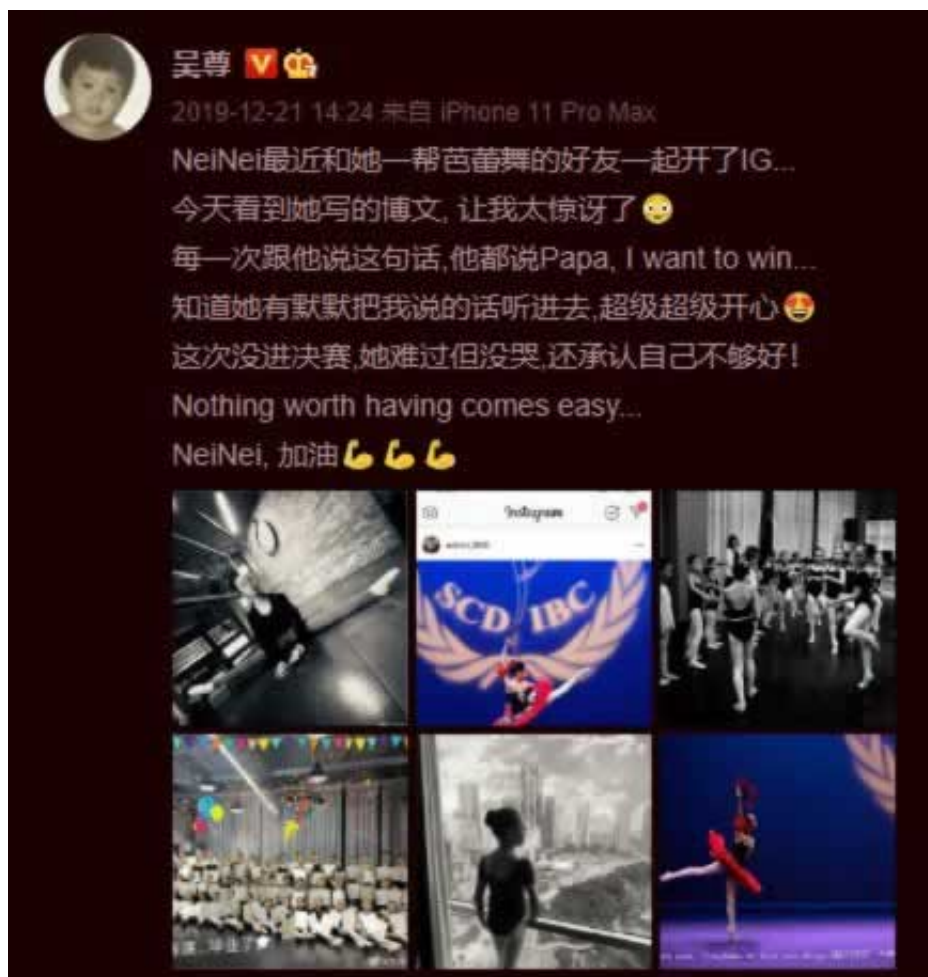 吴尊
2019-12-21 14:24 来自 iPhone 11 Pro Max
NeiNei最近和她一帮芭蕾舞的好友一起开了IG...
今天看到她写的博文, 让我太惊讶了😳
每一次跟他说这句话,他都说Papa, I want to win...
知道她有默默把我说的话听进去,超级超级开心🤩
这次没进决赛,她难过但没哭,还承认自己不够好!
Nothing worth having comes easy...
NeiNei, 加油💪💪💪
Instagram
SCD IBC